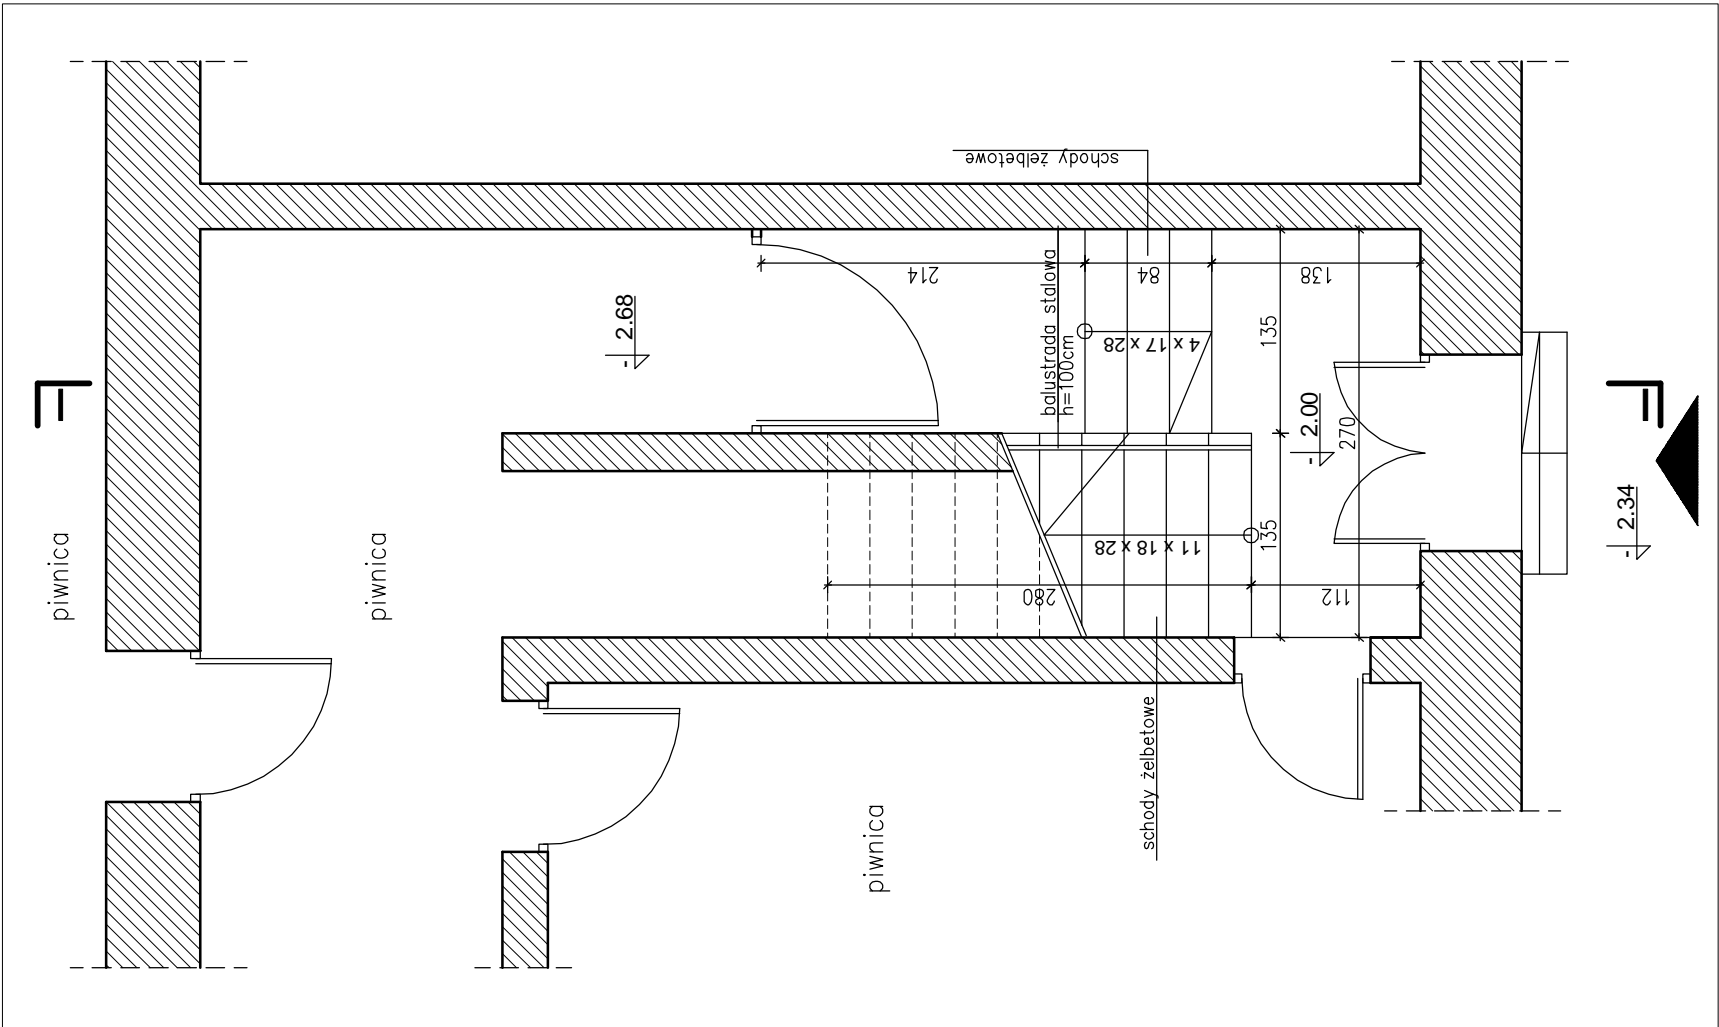 schody żelbetowe
214
84
138
balustrada stalowa
h=100cm
4 x 17 x 28
135
- 2.68
- 2.00
270
I
I
- 2.34
piwnica
piwnica
11 x 18 x 28
135
280
112
schody żelbetowe
piwnica